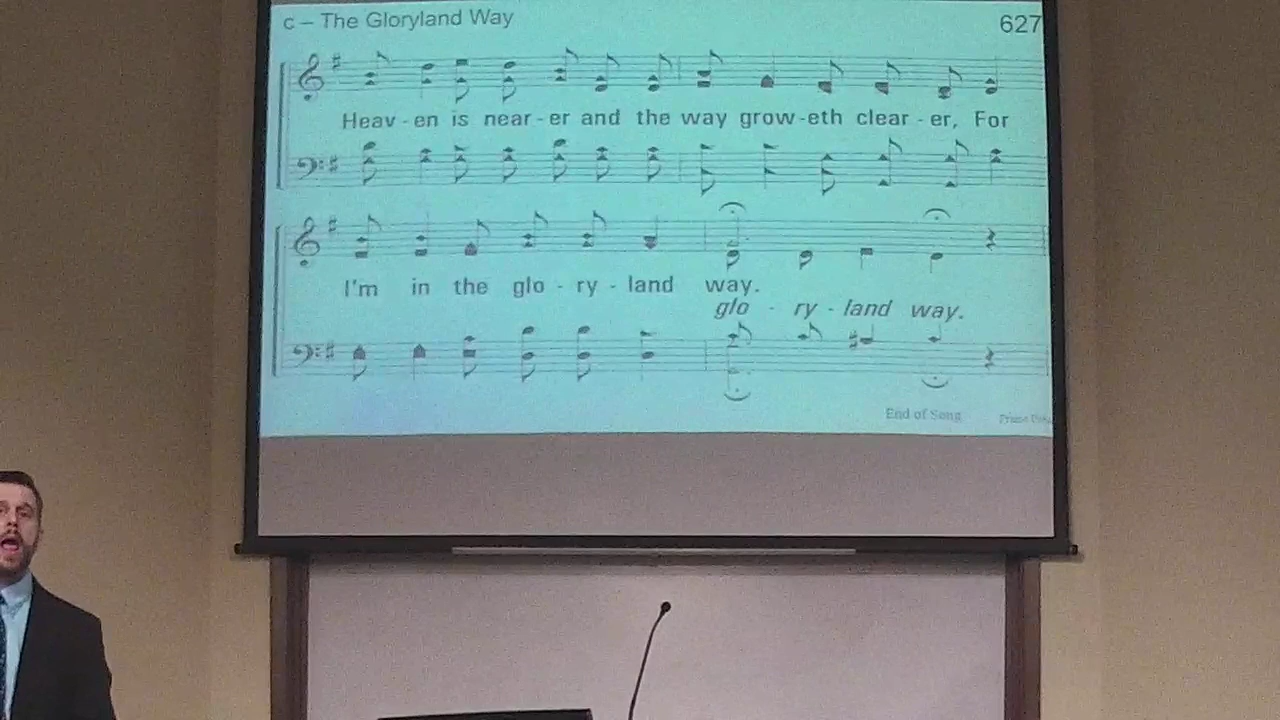 c – The Gloryland Way
627
Heav - en is near - er and the way grow - eth clear - er, For
I'm in the glo - ry - land way.
glo - ry - land way.
End of Song